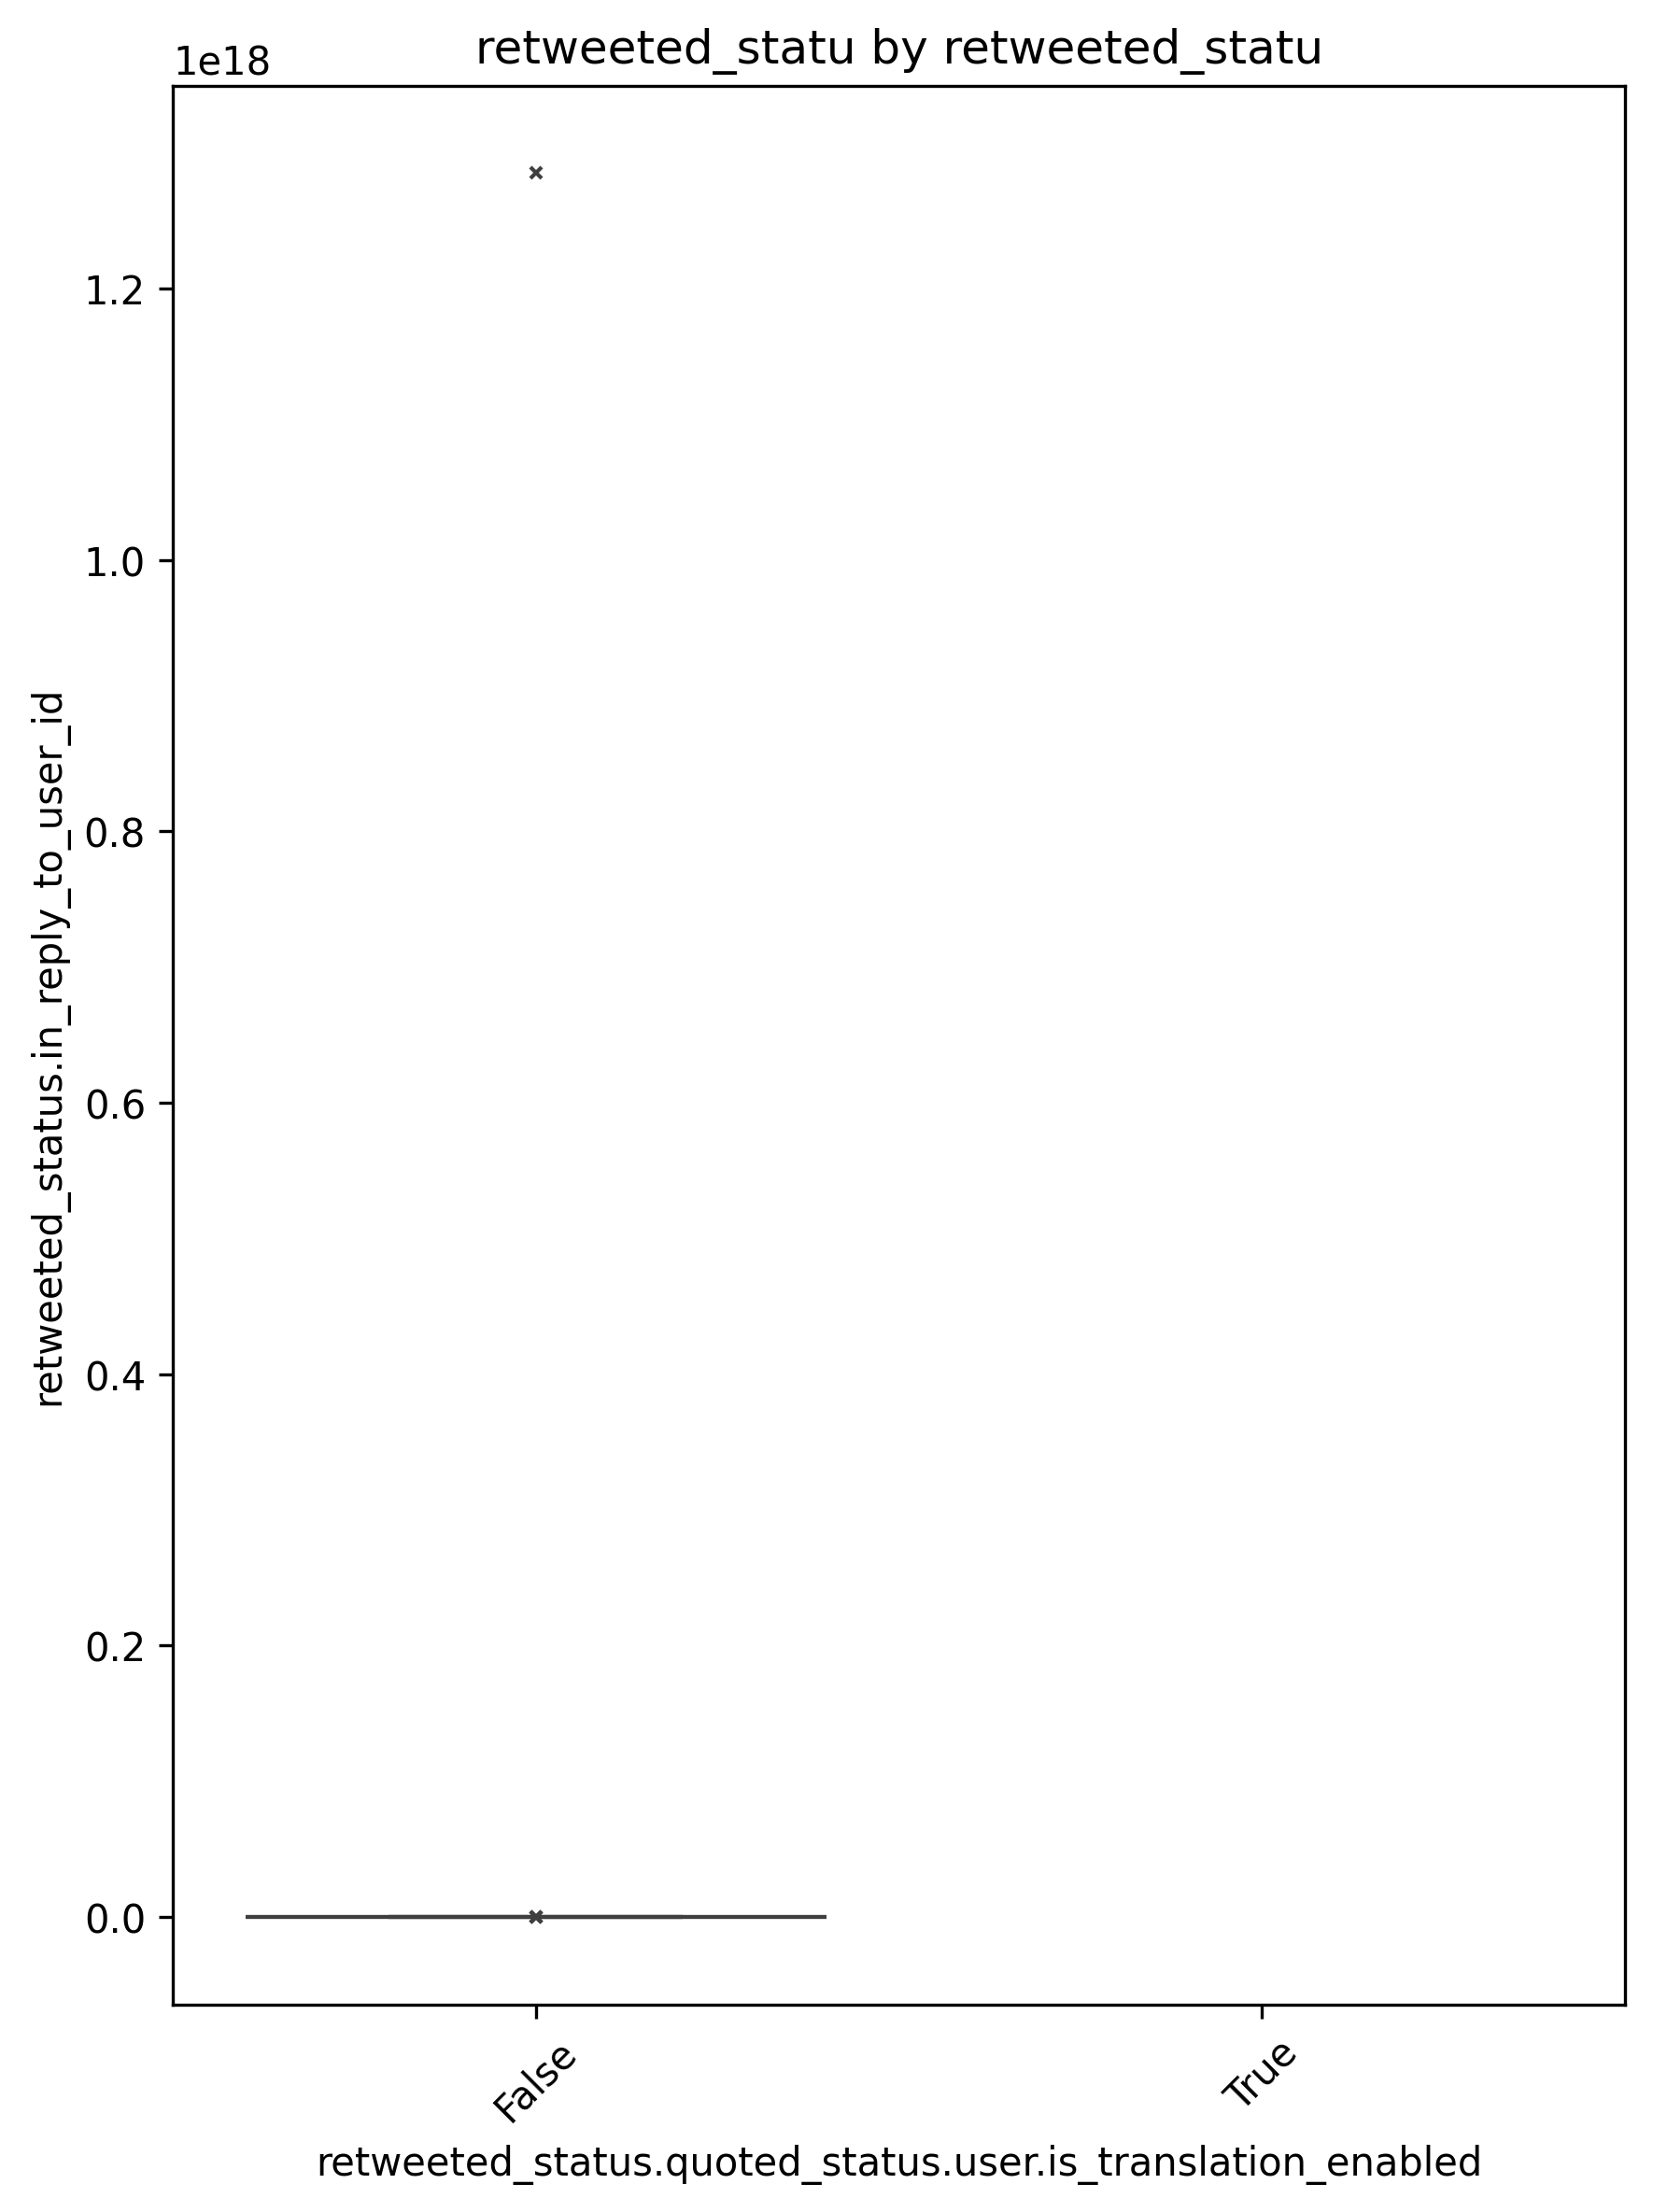 retweeted_statu by retweeted_statu
1e18
1.2
1.0
0.8
0.6
0.4
0.2
0.0
retweeted_status.in_reply_to_user_id
False
True
retweeted_status.quoted_status.user.is_translation_enabled